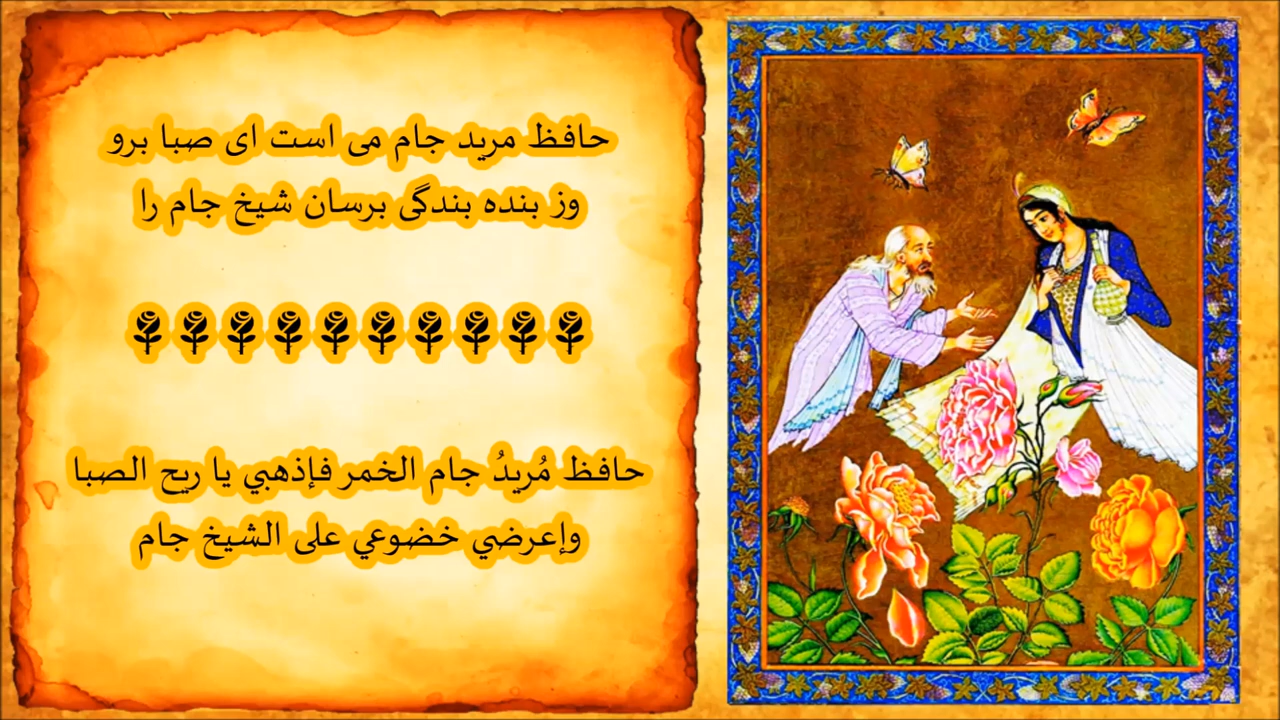 حافظ مرید جام می است ای صبا برو
وز بنده بندگی برسان شیخ جام را
حافظ مُريدُ جام الخمر فإذهبي يا ريح الصبا
وإعرضي خضوعي على الشيخ جام